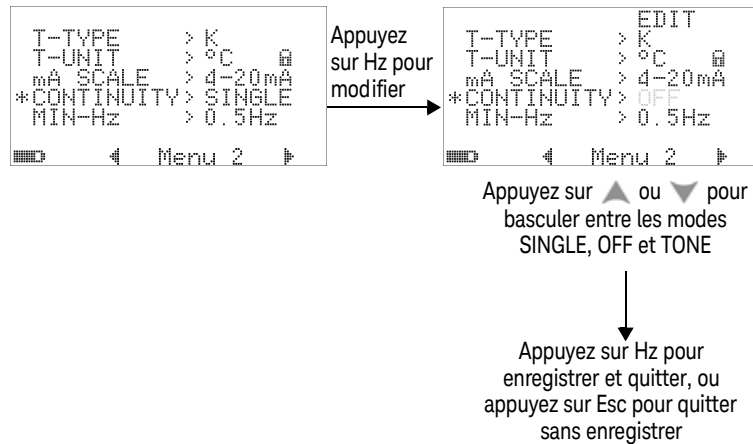 T-TYPE > K
T-UNIT > °C
mA SCALE > 4-20mA
*CONTINUITY> SINGLE
MIN-Hz > 0.5Hz
Menu 2
Appuyez
sur Hz pour
modifier
EDIT
T-TYPE > K
T-UNIT > °C
mA SCALE > 4-20mA
*CONTINUITY> OFF
MIN-Hz > 0.5Hz
Menu 2
Appuyez sur ou pour
basculer entre les modes
SINGLE, OFF et TONE
Appuyez sur Hz pour
enregistrer et quitter, ou
appuyez sur Esc pour quitter
sans enregistrer